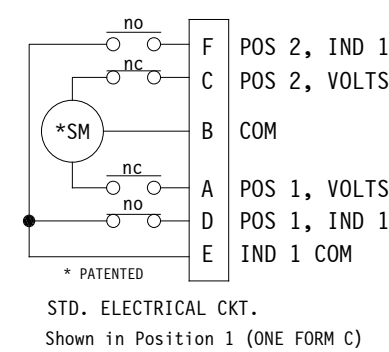 no
F POS 2, IND 1
nc
C POS 2, VOLTS
*SM
B COM
nc
A POS 1, VOLTS
no
D POS 1, IND 1
E IND 1 COM
* PATENTED
STD. ELECTRICAL CKT.
Shown in Position 1 (ONE FORM C)